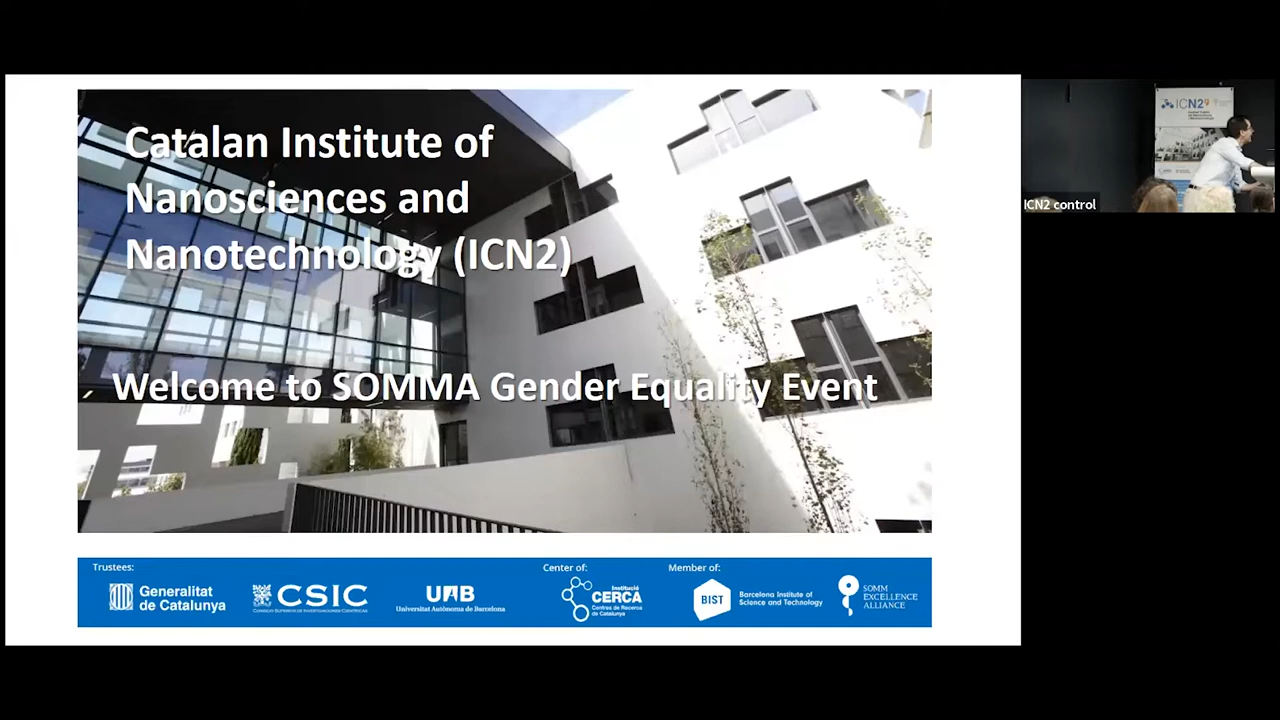 Catalan Institute of
Nanosciences and
Nanotechnology (ICN2)
Welcome to SOMMA Gender Equality Event
Trustees:
Generalitat
de Catalunya
CSIC
CONSEJO SUPERIOR DE INVESTIGACIONES CIENTÍFICAS
UAB
Universitat Autònoma de Barcelona
Center of:
Institució
CERCA
Centres de Recerca
de Catalunya
Member of:
BIST
Barcelona Institute of
Science and Technology
SOMM
EXCELLENCE
ALLIANCE
ICN2
ICN2 control